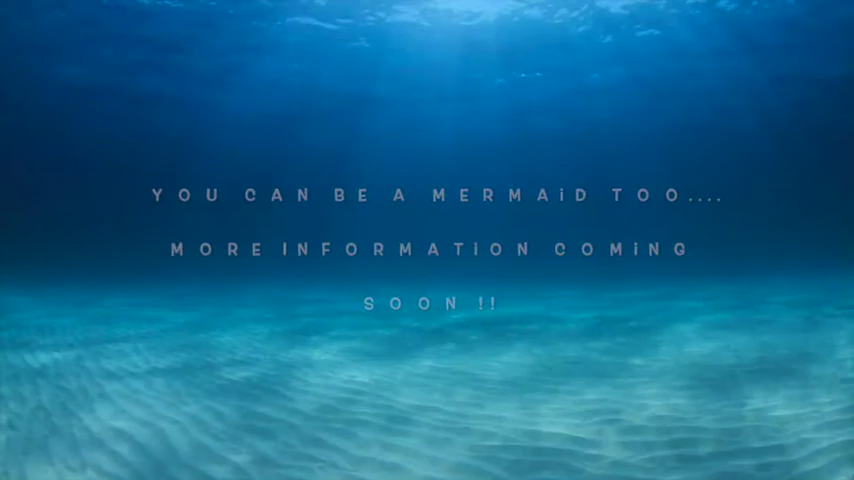 YOU CAN BE A MERMAiD TOO....
MORE INFORMATiON COMiNG
SOON !!